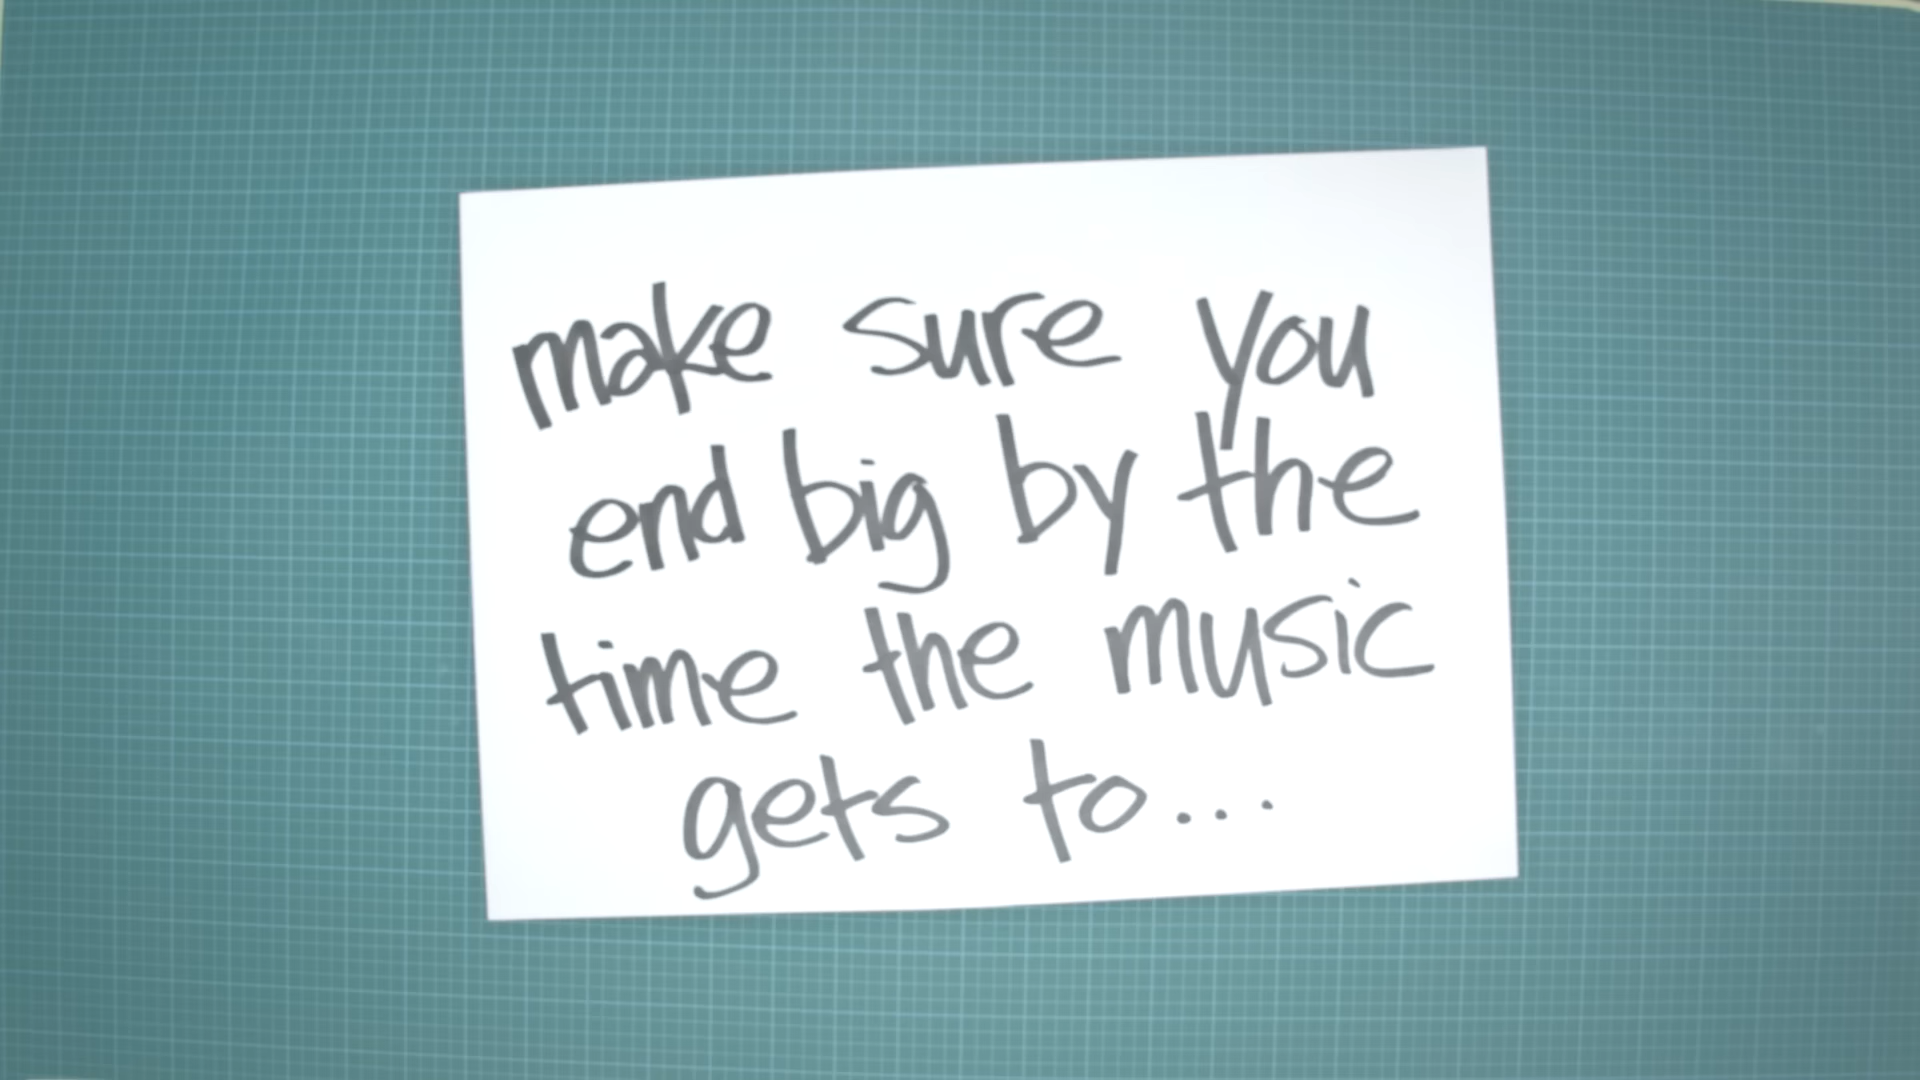 make sure you
end big by the
time the music
gets to...